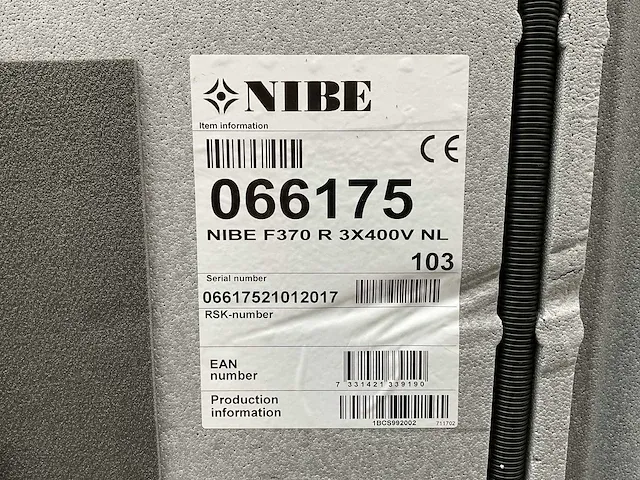 NIBE
Item information
CE
066175
NIBE F370 R 3X400V NL
103
Serial number
06617521012017
RSK-number
EAN
number
7 331421 339190
Production
information
1BCS992002
711702